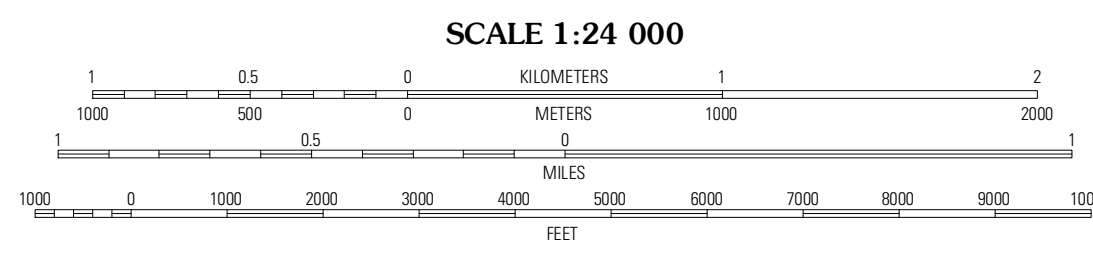 SCALE 1:24 000
1 0.5 0 KILOMETERS 1 2
1000 500 0 METERS 1000 2000
1 0.5 0 1
MILES
1000 0 1000 2000 3000 4000 5000 6000 7000 8000 9000 100
FEET